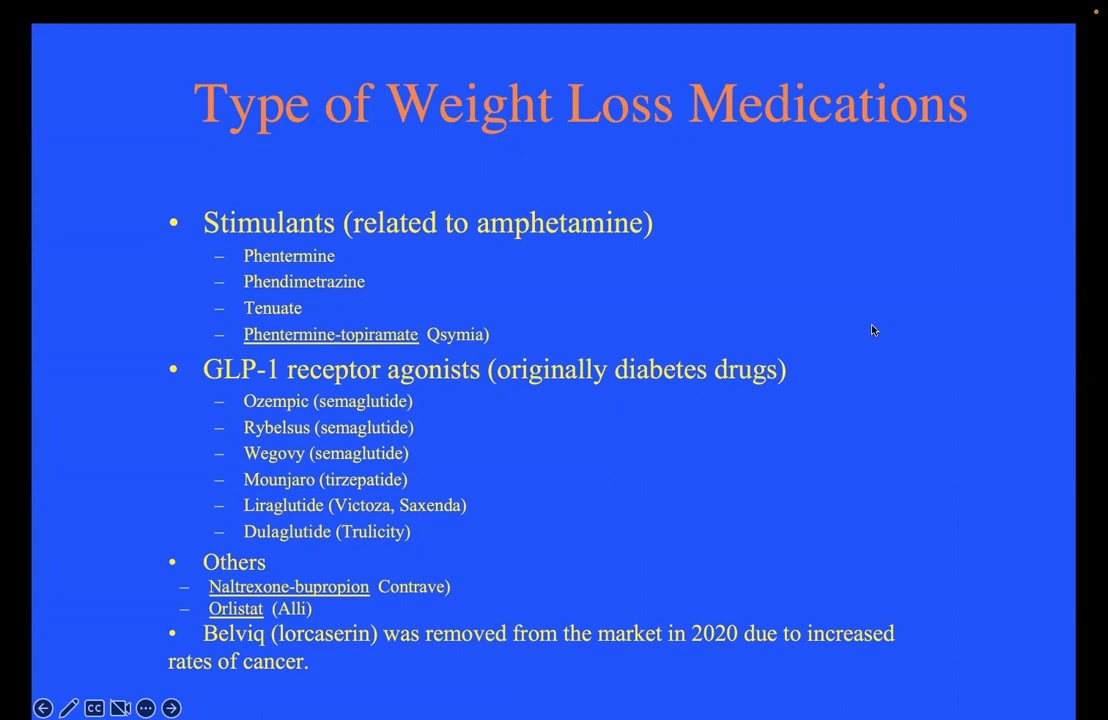 Type of Weight Loss Medications
• Stimulants (related to amphetamine)
– Phentermine
– Phendimetrazine
– Tenuate
– Phentermine-topiramate Qsymia)
• GLP-1 receptor agonists (originally diabetes drugs)
– Ozempic (semaglutide)
– Rybelsus (semaglutide)
– Wegovy (semaglutide)
– Mounjaro (tirzepatide)
– Liraglutide (Victoza, Saxenda)
– Dulaglutide (Trulicity)
• Others
– Naltrexone-bupropion Contrave)
– Orlistat (Alli)
• Belviq (lorcaserin) was removed from the market in 2020 due to increased
rates of cancer.
CC